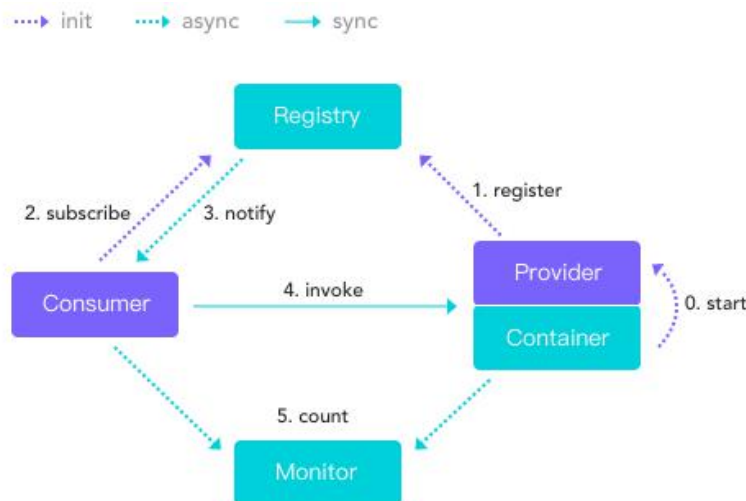 init async sync
Registry
1. register
2. subscribe
3. notify
Provider
Consumer
4. invoke
0. start
Container
5. count
Monitor